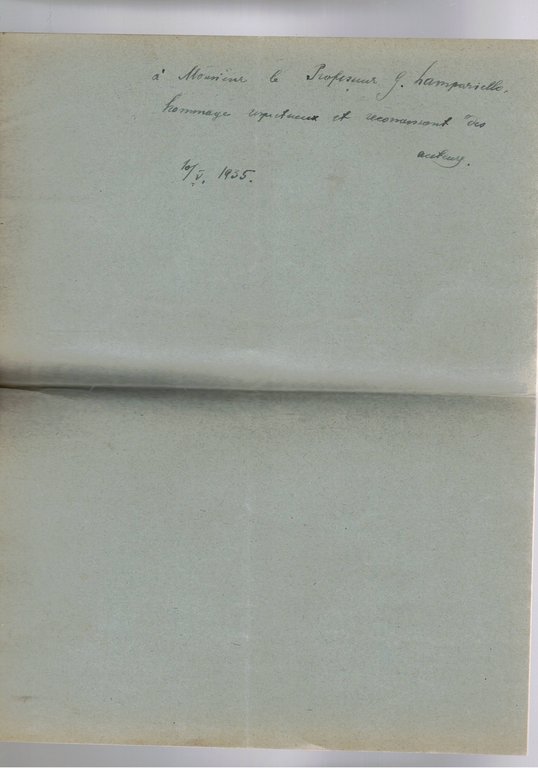 à Monsieur le Professeur G. Lampariello,
hommage respectueux et reconnaissant des
auteurs.
10/V. 1935.